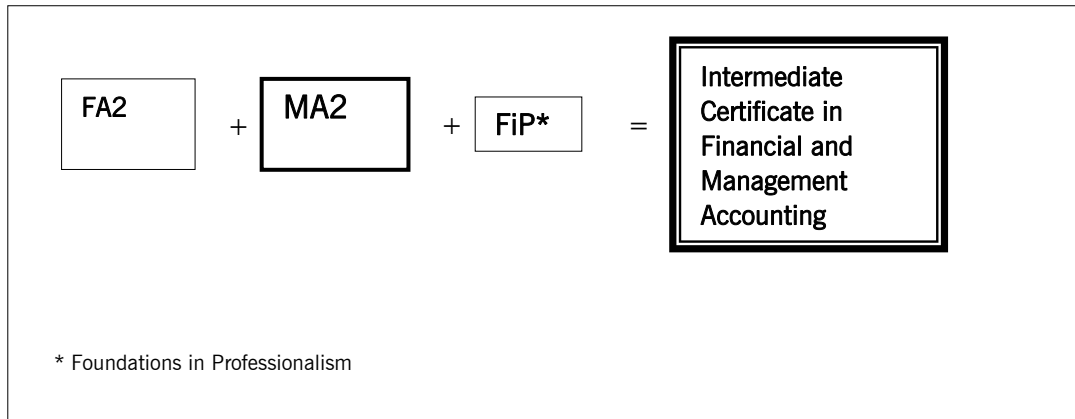 FA2 + MA2 + FiP* = Intermediate
Certificate in
Financial and
Management
Accounting
* Foundations in Professionalism